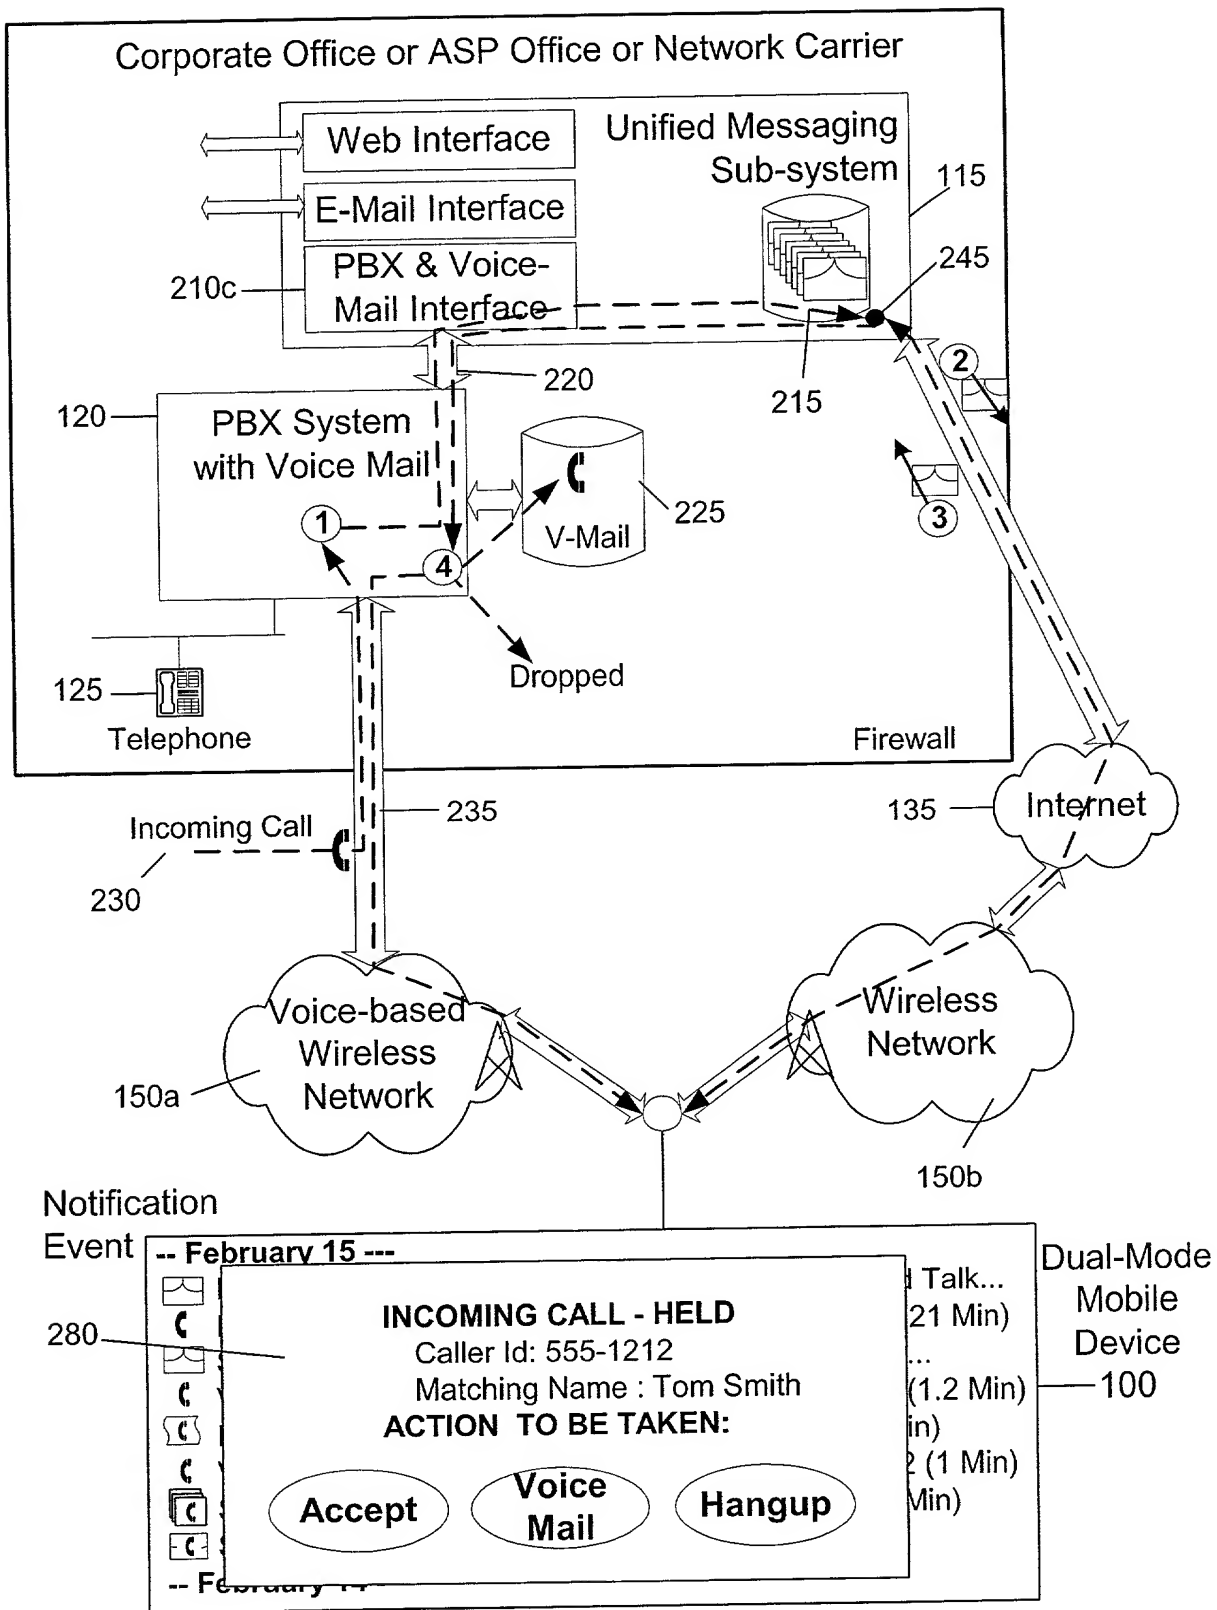 Corporate Office or ASP Office or Network Carrier
Web Interface
Unified Messaging
Sub-system
E-Mail Interface
115
PBX & Voice-
Mail Interface
210c
245
220
215
2
120
PBX System
with Voice Mail
225
3
1
V-Mail
4
Dropped
125
Telephone
Firewall
235
135
Internet
Incoming Call
230
Voice-based
Wireless
Network
Wireless
Network
150a
150b
Notification
Event
-- February 15 ---
Dual-Mode
Mobile
Device
100
d Talk...
21 Min)
...
(1.2 Min)
in)
2 (1 Min)
Min)
280
INCOMING CALL - HELD
Caller Id: 555-1212
Matching Name : Tom Smith
ACTION TO BE TAKEN:
Accept
Voice
Mail
Hangup
-- February 14